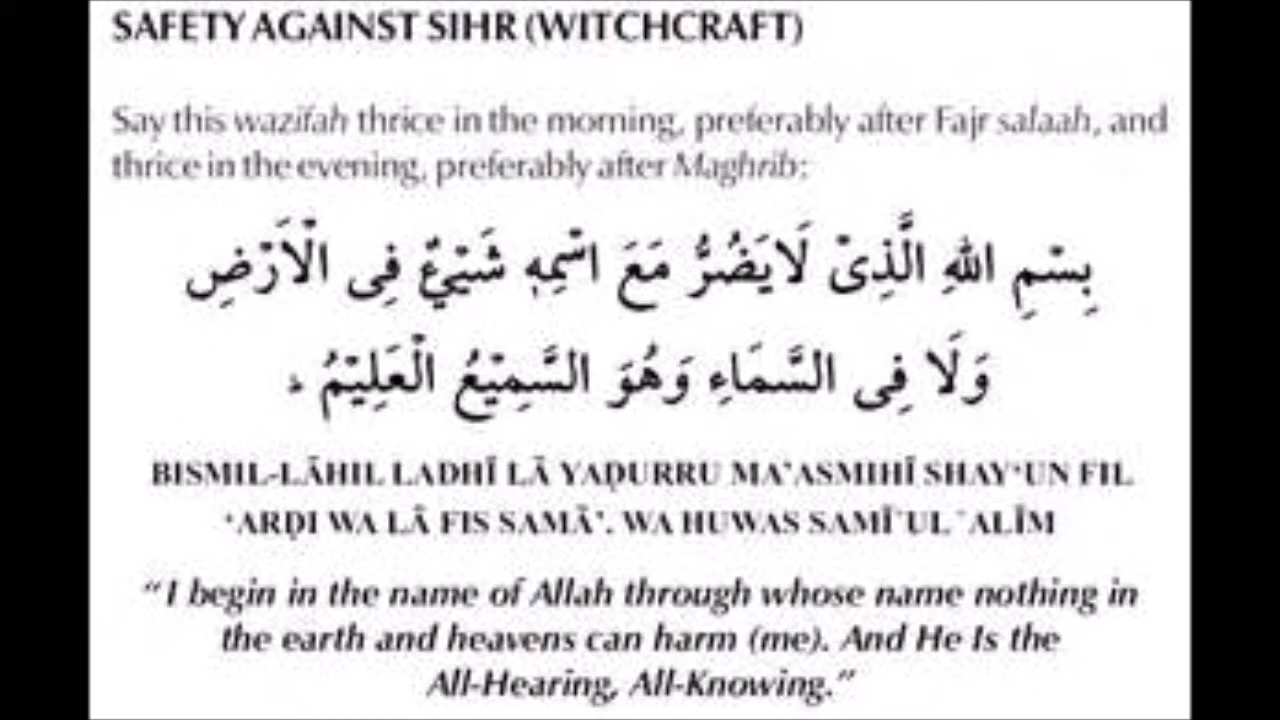 SAFETY AGAINST SIHR (WITCHCRAFT)
Say this wazifah thrice in the morning, preferably after Fajr salaah, and
thrice in the evening, preferably after Maghrib:
بِسْمِ اللهِ الَّذِیْ لَایَضُرُّ مَعَ اسْمِهٖ شَیْءٌ فِی الْاَرْضِ
وَلَا فِی السَّمَاءِ وَهُوَ السَّمِیْعُ الْعَلِیْمُ ؞
BISMIL-LĀHIL LADHĪ LĀ YAḌURRU MA’ASMIHĪ SHAY‘UN FIL
‘ARḌI WA LĀ FIS SAMĀ’. WA HUWAS SAMĪ`UL `ALĪM
“I begin in the name of Allah through whose name nothing in
the earth and heavens can harm (me). And He Is the
All-Hearing, All-Knowing.”